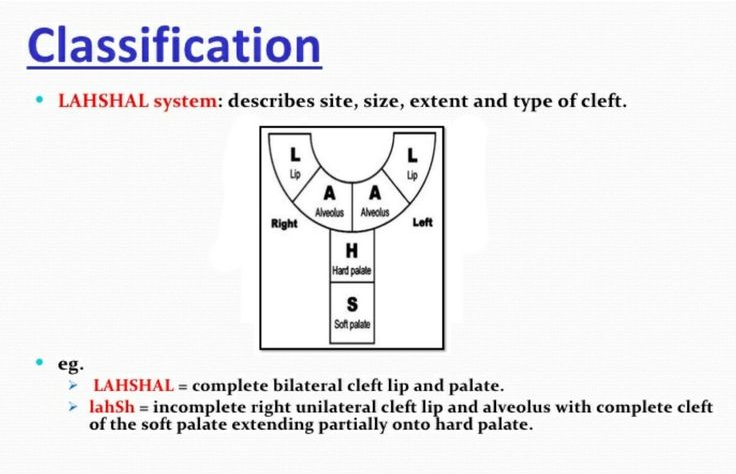 Classification
• LAHSHAL system: describes site, size, extent and type of cleft.
L L
Lip Lip
A A
Alveolus Alveolus
Right Left
H
Hard palate
S
Soft palate
• eg.
➢ LAHSHAL = complete bilateral cleft lip and palate.
➢ lahSh = incomplete right unilateral cleft lip and alveolus with complete cleft
of the soft palate extending partially onto hard palate.